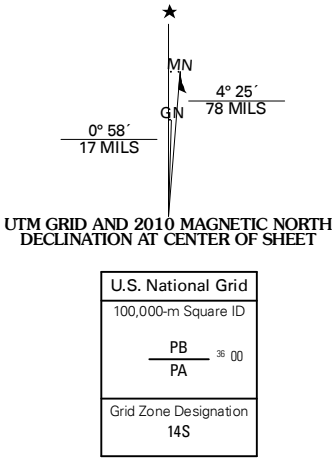 ★
MN
GN
4° 25´
78 MILS
0° 58´
17 MILS
UTM GRID AND 2010 MAGNETIC NORTH
DECLINATION AT CENTER OF SHEET
U.S. National Grid
100,000-m Square ID
PB
36 00
PA
Grid Zone Designation
14S